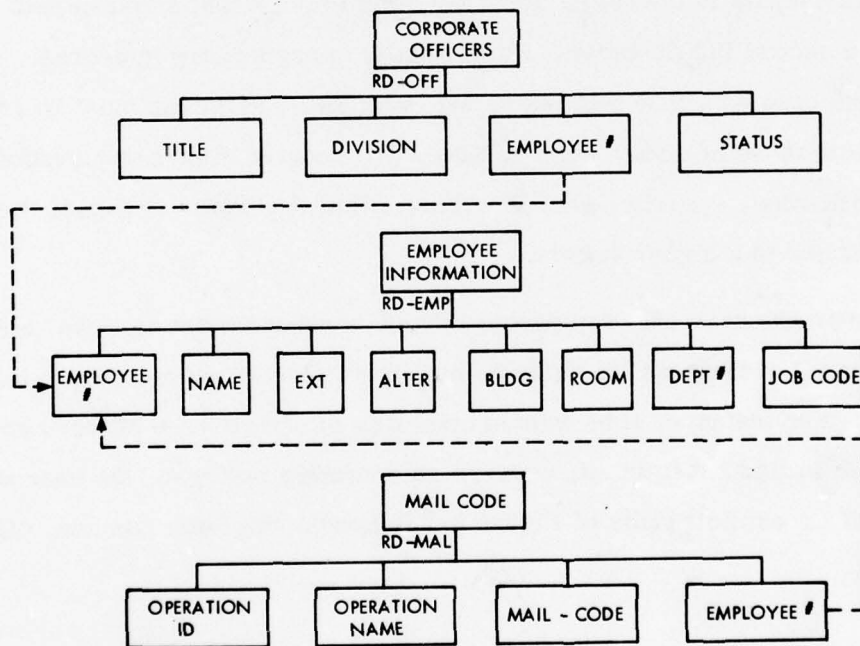 CORPORATE
OFFICERS
RD-OFF
TITLE
DIVISION
EMPLOYEE #
STATUS
EMPLOYEE
INFORMATION
RD-EMP
EMPLOYEE
#
NAME
EXT
ALTER
BLDG
ROOM
DEPT #
JOB CODE
MAIL CODE
RD-MAL
OPERATION
ID
OPERATION
NAME
MAIL - CODE
EMPLOYEE #